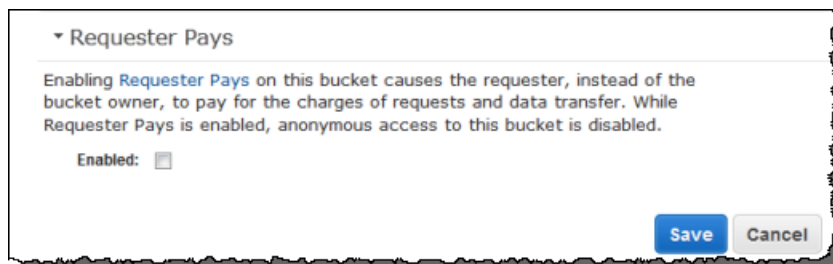 Requester Pays
Enabling Requester Pays on this bucket causes the requester, instead of the
bucket owner, to pay for the charges of requests and data transfer. While
Requester Pays is enabled, anonymous access to this bucket is disabled.
Enabled:
Save Cancel